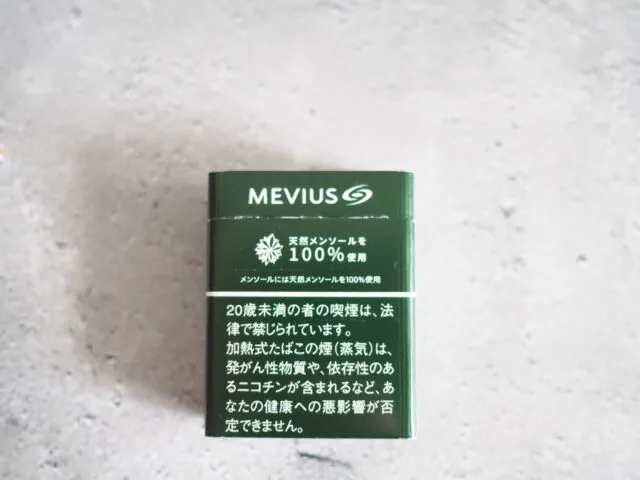 MEVIUS
天然メンソールを
100%使用
メンソールには天然メンソールを100%使用
20歳未満の者の喫煙は、法
律で禁じられています。
加熱式たばこの煙(蒸気)は、
発がん性物質や、依存性のあ
るニコチンが含まれるなど、あ
なたの健康への悪影響が否
定できません。